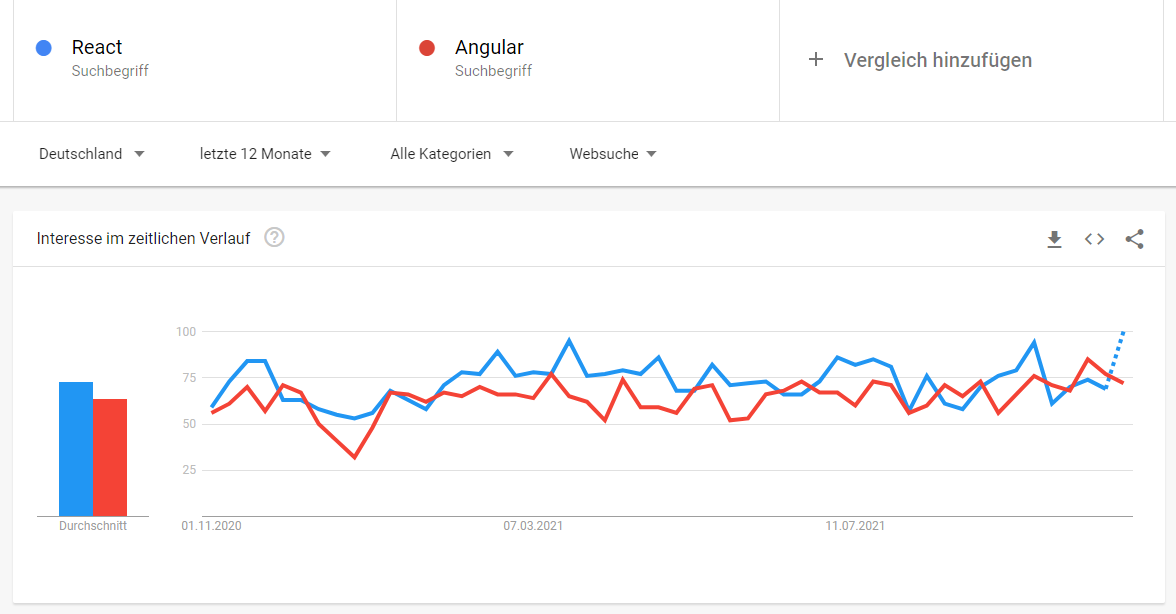 React
Suchbegriff
Angular
Suchbegriff
+ Vergleich hinzufügen
Deutschland
letzte 12 Monate
Alle Kategorien
Websuche
Interesse im zeitlichen Verlauf
?
100
75
50
25
Durchschnitt
01.11.2020
07.03.2021
11.07.2021